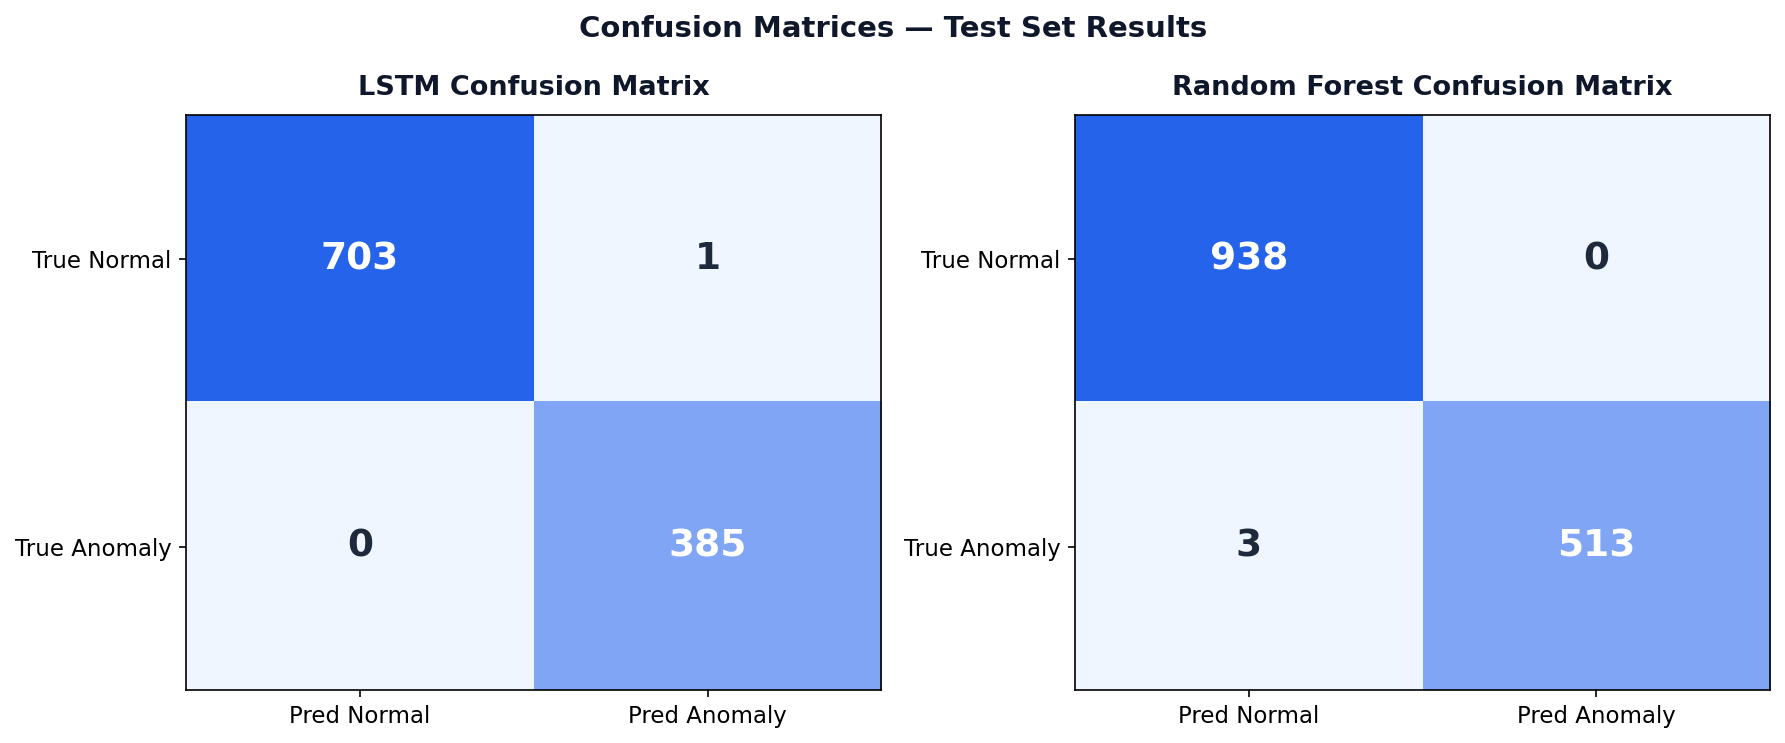 Confusion Matrices — Test Set Results
LSTM Confusion Matrix
True Normal
703
1
True Anomaly
0
385
Pred Normal
Pred Anomaly
Random Forest Confusion Matrix
True Normal
938
0
True Anomaly
3
513
Pred Normal
Pred Anomaly